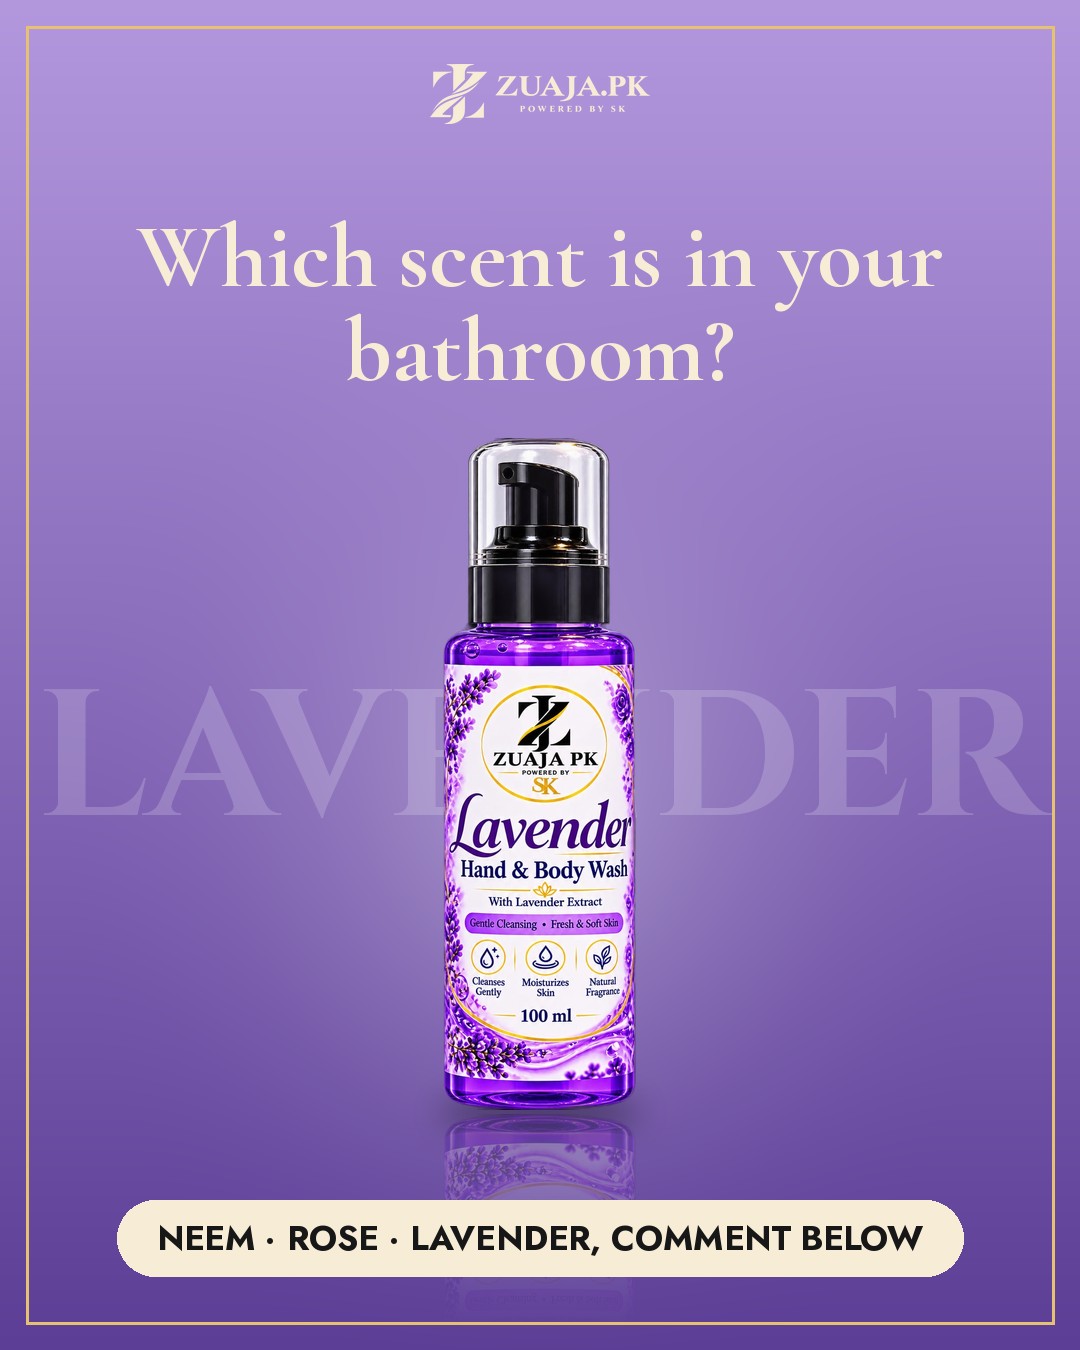 ZUAJA.PK
POWERED BY SK
Which scent is in your
bathroom?
LAVENDER
ZUAJA PK
POWERED BY
SK
Lavender
Hand & Body Wash
With Lavender Extract
Gentle Cleansing • Fresh & Soft Skin
Cleanses Gently
Moisturizes Skin
Natural Fragrance
100 ml
NEEM · ROSE · LAVENDER, COMMENT BELOW